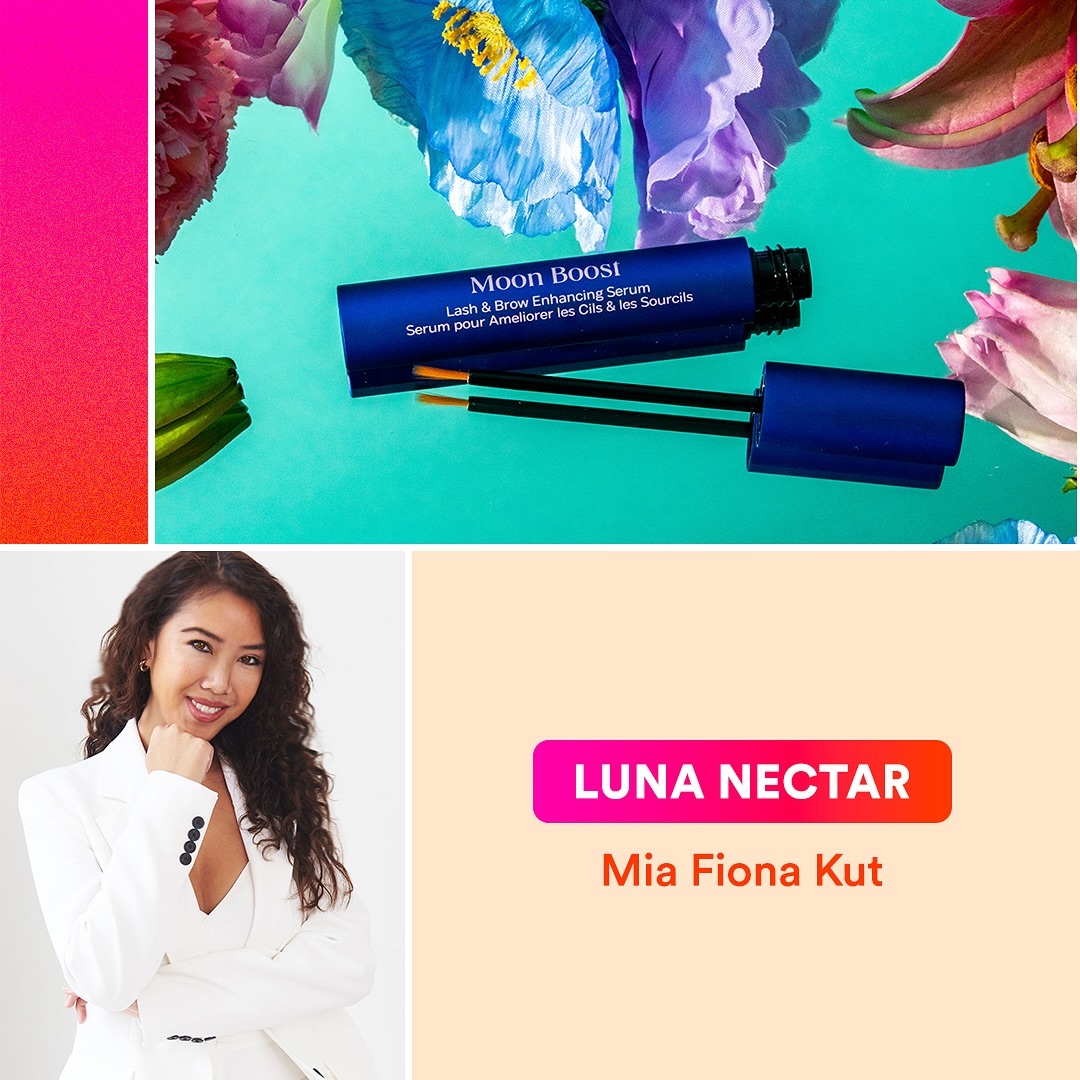 Moon Boost
Lash & Brow Enhancing Serum
Serum pour Ameliorer les Cils & les Sourcils
LUNA NECTAR
Mia Fiona Kut